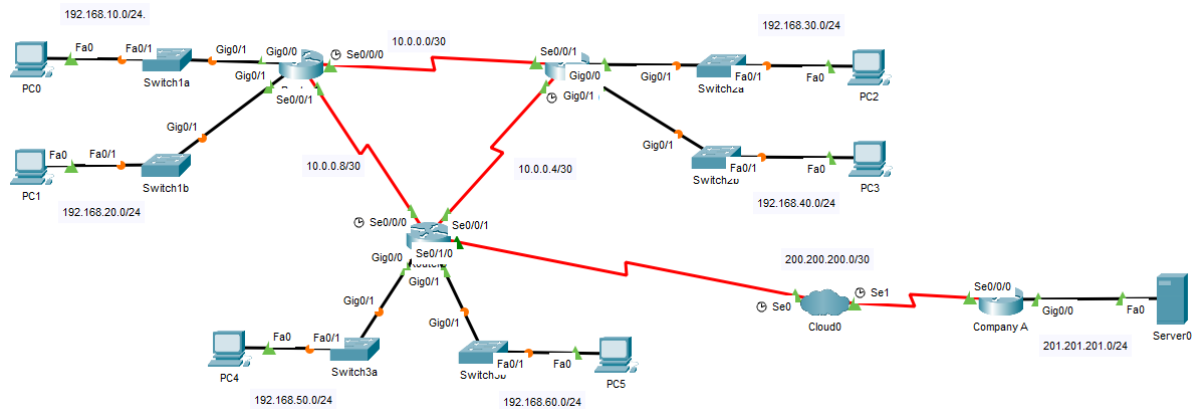 192.168.10.0/24.
192.168.30.0/24
10.0.0.0/30
Fa0
Fa0/1
Gig0/1
Gig0/0
Se0/0/0
Se0/0/1
Gig0/0
Gig0/1
Fa0/1
Fa0
PC0
Switch1a
Gig0/1
Se0/0/1
Gig0/1
Switch2a
PC2
Gig0/1
Gig0/1
Fa0
Fa0/1
Fa0/1
Fa0
PC1
Switch1b
10.0.0.8/30
10.0.0.4/30
Switch2b
PC3
192.168.20.0/24
192.168.40.0/24
Se0/0/0
Se0/0/1
Se0/1/0
Gig0/0
Gig0/1
200.200.200.0/30
Se0
Se1
Cloud0
Se0/0/0
Company A
Gig0/0
Fa0
Server0
201.201.201.0/24
Gig0/1
Gig0/1
Fa0
Fa0/1
PC4
Switch3a
Fa0/1
Fa0
PC5
192.168.50.0/24
192.168.60.0/24